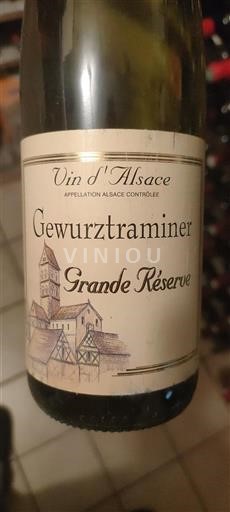 Vin d'Alsace
APPELLATION ALSACE CONTRÔLÉE
Gewurztraminer
VINIOU
Grande Réserve